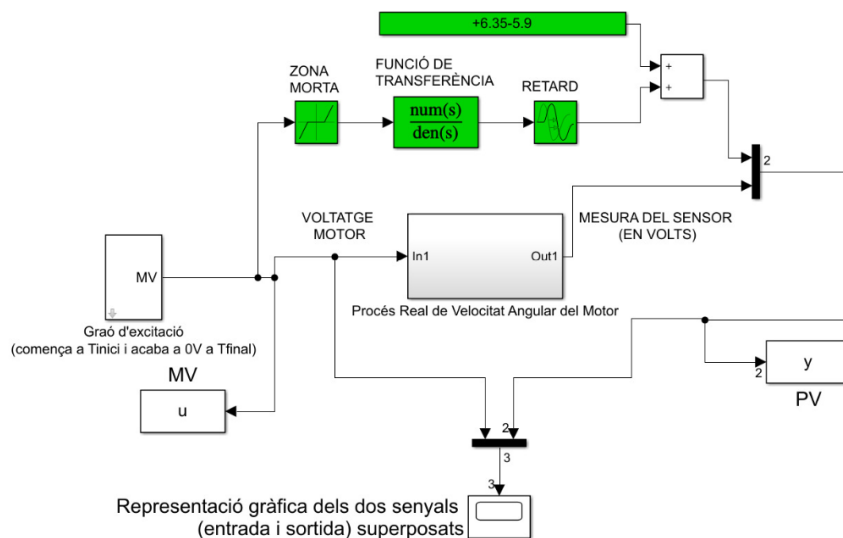 +6.35-5.9
ZONA
MORTA
FUNCIÓ DE
TRANSFERÈNCIA
RETARD
num(s)
den(s)
+
+
2
VOLTATGE
MOTOR
MESURA DEL SENSOR
(EN VOLTS)
MV
In1
Out1
Procés Real de Velocitat Angular del Motor
Graó d'excitació
(comença a Tinici i acaba a 0V a Tfinal)
MV
u
y
2
PV
2
3
3
Representació gràfica dels dos senyals
(entrada i sortida) superposats